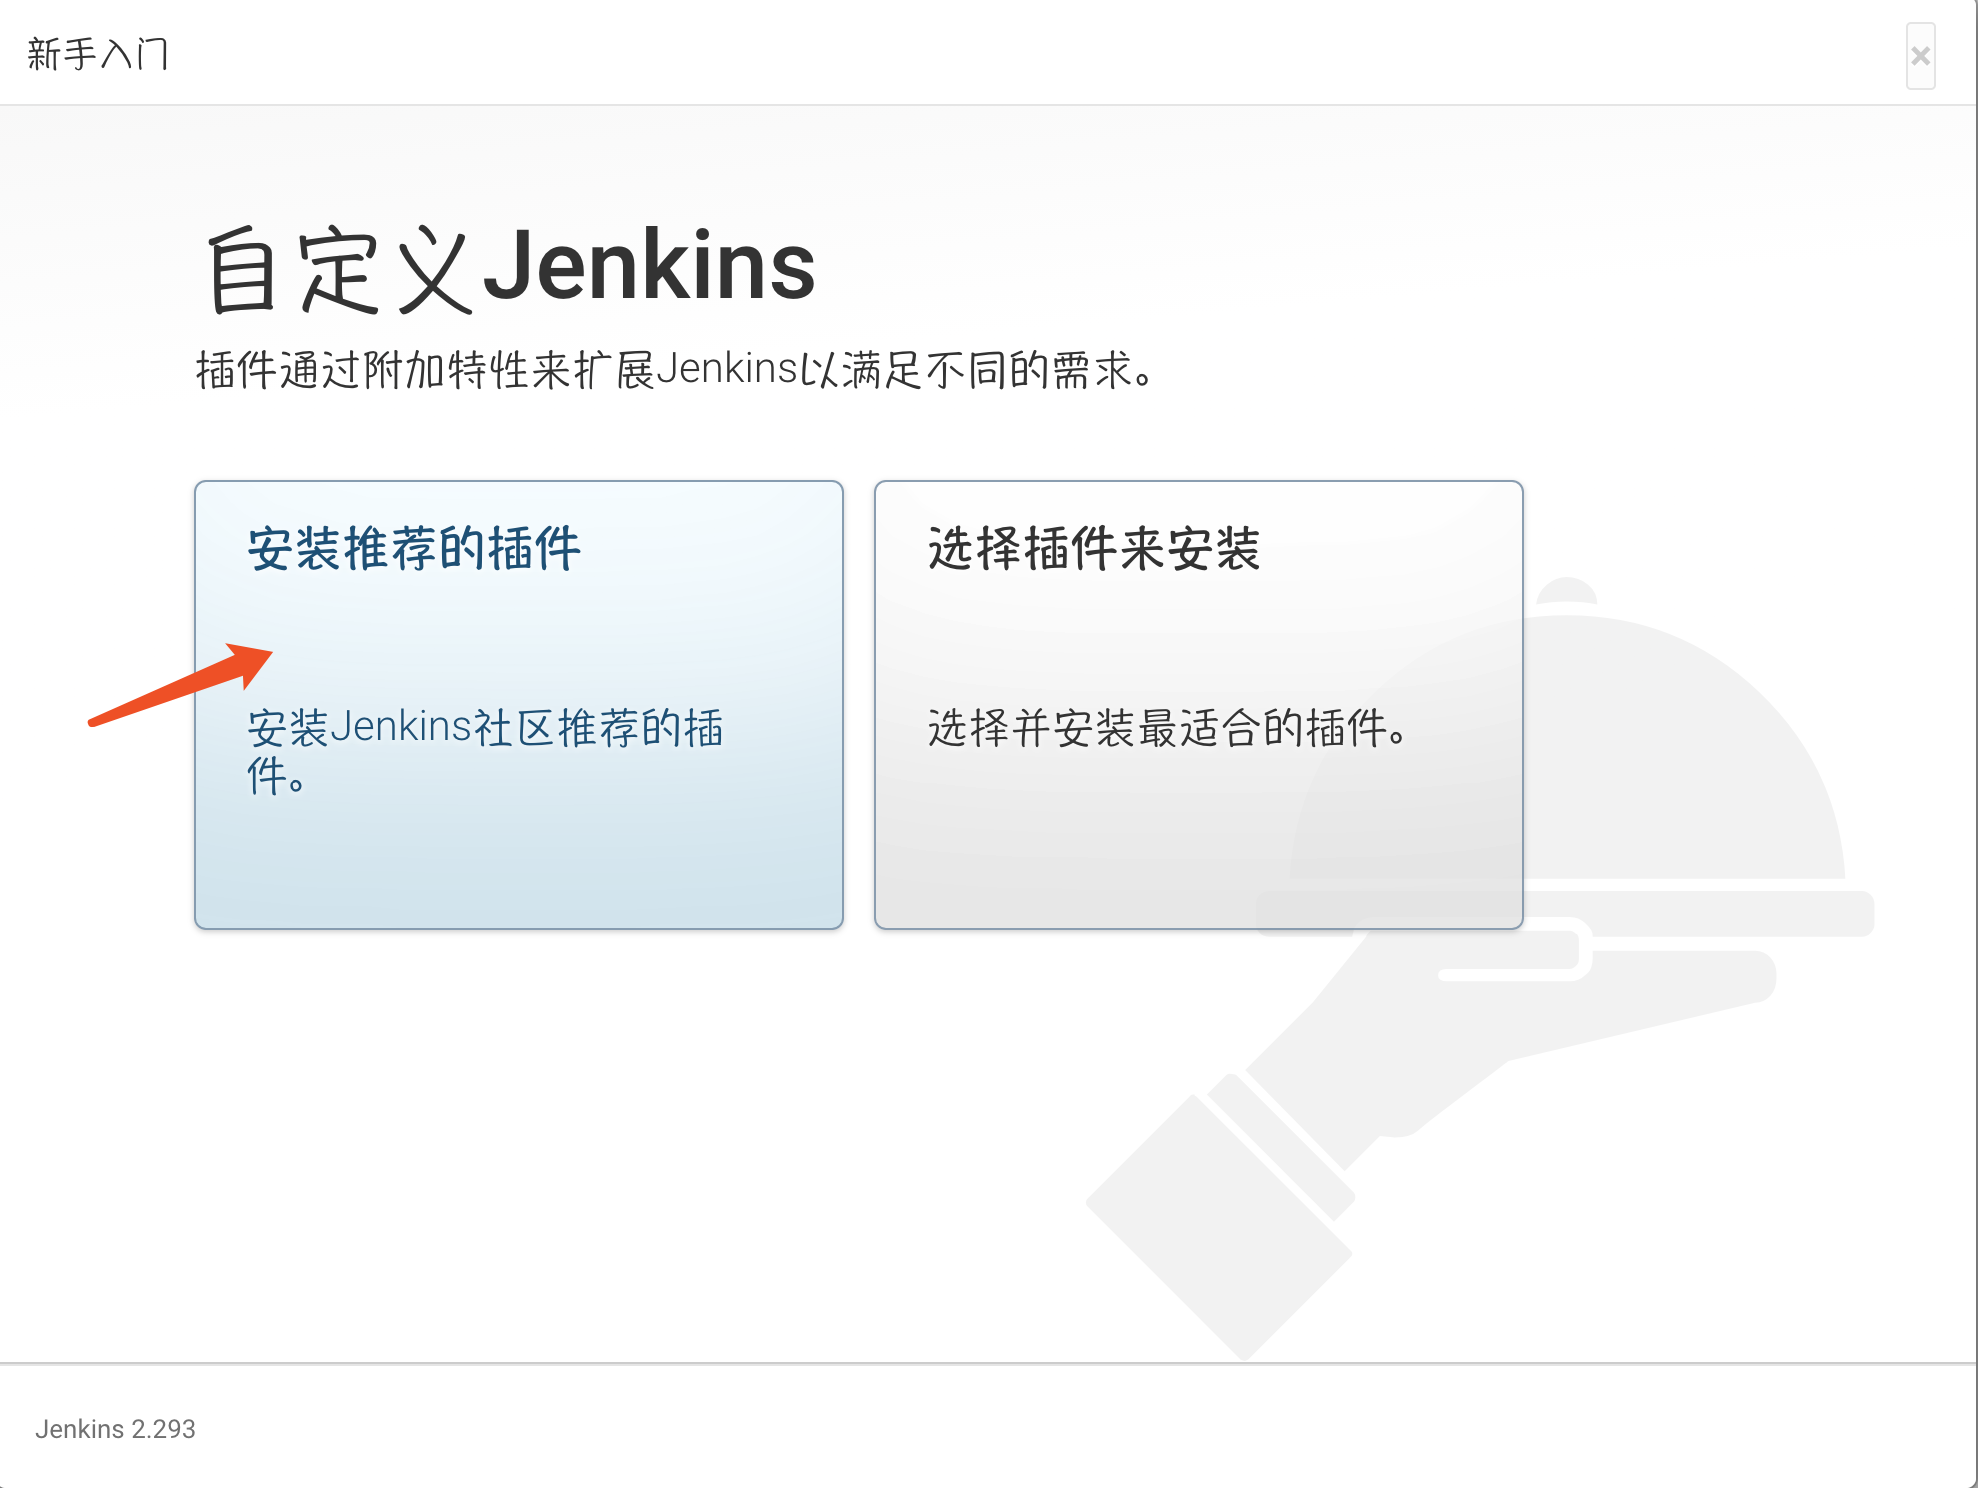 新手入门
自定义Jenkins
插件通过附加特性来扩展Jenkins以满足不同的需求。
安装推荐的插件
安装Jenkins社区推荐的插
件。
选择插件来安装
选择并安装最适合的插件。
Jenkins 2.293